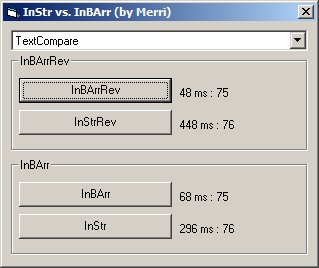 InStr vs. InBArr (by Merri)
TextCompare
InBArrRev
InBArrRev 48 ms : 75
InStrRev 448 ms : 76
InBArr
InBArr 68 ms : 75
InStr 296 ms : 76